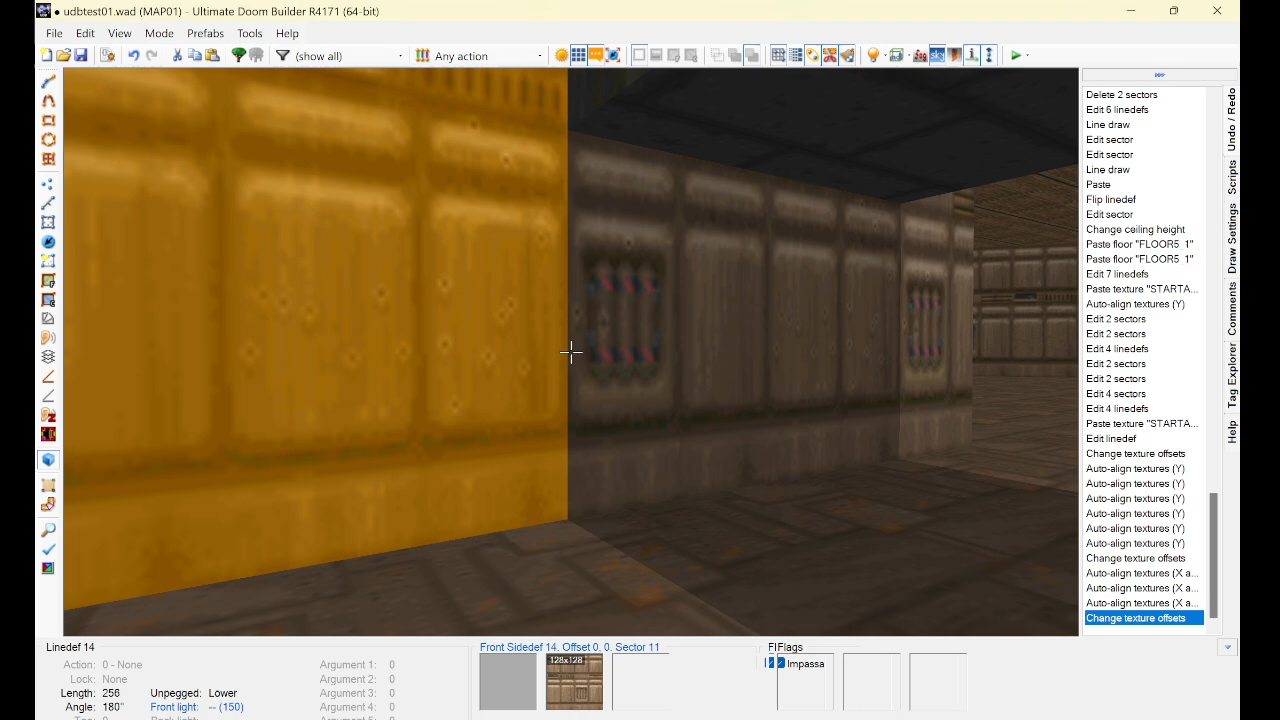 • udbtest01.wad (MAP01) - Ultimate Doom Builder R4171 (64-bit)
File Edit View Mode Prefabs Tools Help
(show all) Any action
Delete 2 sectors
Edit 6 linedefs
Line draw
Edit sector
Edit sector
Line draw
Paste
Flip linedef
Edit sector
Change ceiling height
Paste floor "FLOOR5_1"
Paste floor "FLOOR5_1"
Edit 7 linedefs
Paste texture "STARTA...
Auto-align textures (Y)
Edit 2 sectors
Edit 2 sectors
Edit 4 linedefs
Edit 2 sectors
Edit 2 sectors
Edit 4 sectors
Edit 4 linedefs
Paste texture "STARTA...
Edit linedef
Change texture offsets
Auto-align textures (Y)
Auto-align textures (Y)
Auto-align textures (Y)
Auto-align textures (Y)
Auto-align textures (Y)
Auto-align textures (Y)
Change texture offsets
Auto-align textures (X a...
Auto-align textures (X a...
Auto-align textures (X a...
Change texture offsets
Undo / Redo
Scripts
Draw Settings
Comments
Tag Explorer
Help
Linedef 14
Action: 0 - None Argument 1: 0
Lock: None Argument 2: 0
Length: 256 Unpegged: Lower Argument 3: 0
Angle: 180° Front light: -- (150) Argument 4: 0
Front Sidedef 14. Offset 0, 0. Sector 11
128x128
Flags
Impassa